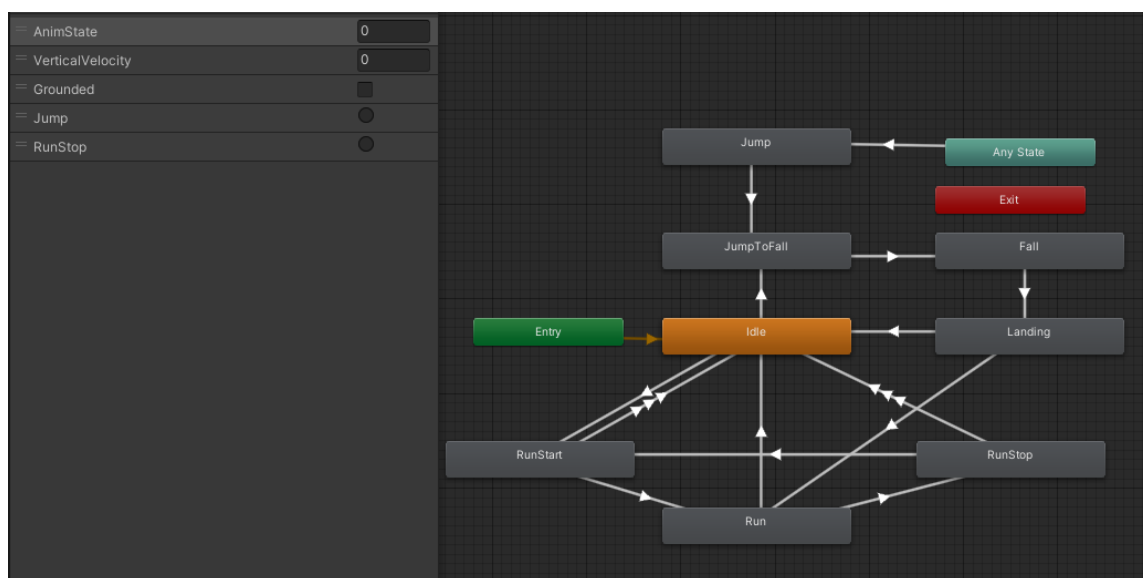 AnimState 0
VerticalVelocity 0
Grounded
Jump
RunStop
Jump
Any State
Exit
JumpToFall
Fall
Entry
Idle
Landing
RunStart
RunStop
Run